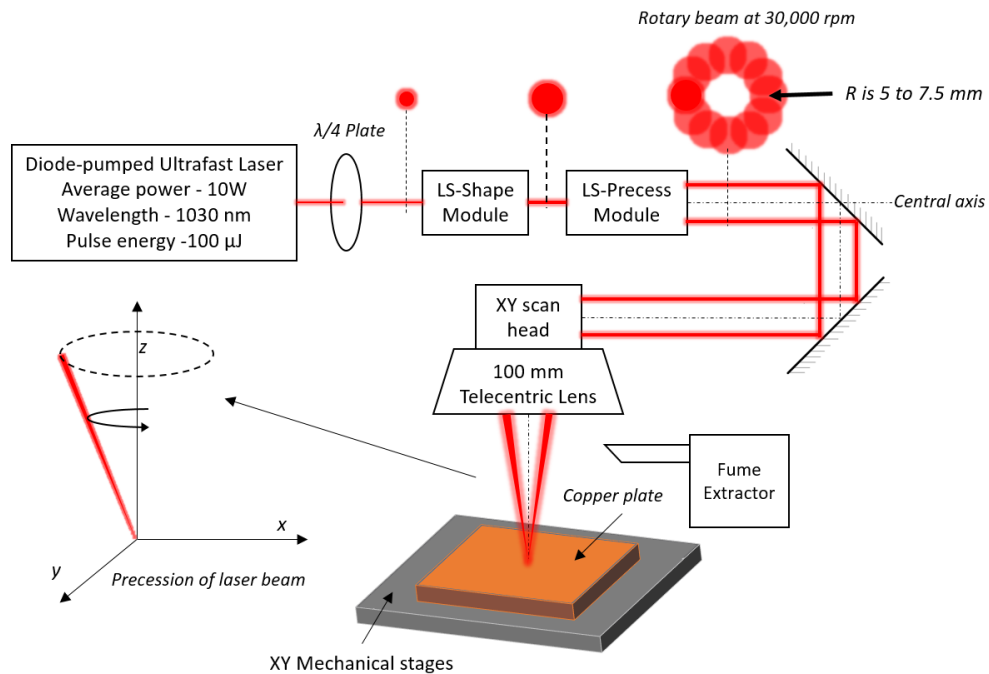 Rotary beam at 30,000 rpm
R is 5 to 7.5 mm
λ/4 Plate
Diode-pumped Ultrafast Laser
Average power - 10W
Wavelength - 1030 nm
Pulse energy -100 µJ
LS-Shape
Module
LS-Precess
Module
Central axis
XY scan
head
100 mm
Telecentric Lens
z
x
y
Precession of laser beam
Fume
Extractor
Copper plate
XY Mechanical stages